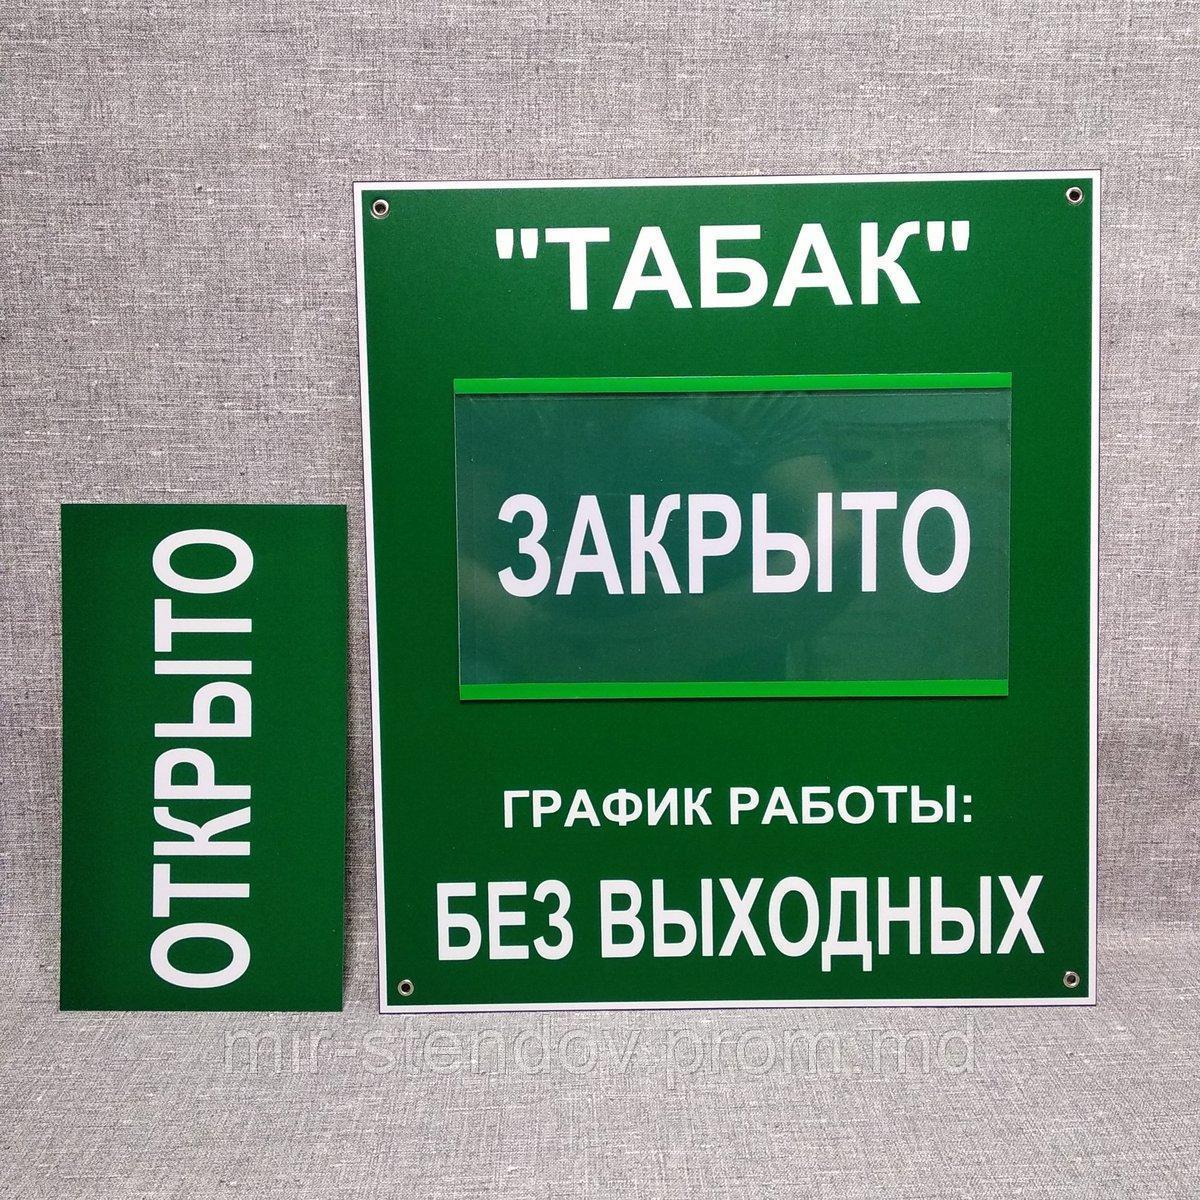 "ТАБАК"
ЗАКРЫТО
ГРАФИК РАБОТЫ:
БЕЗ ВЫХОДНЫХ
ОТКРЫТО
mir-stendov.prom.md